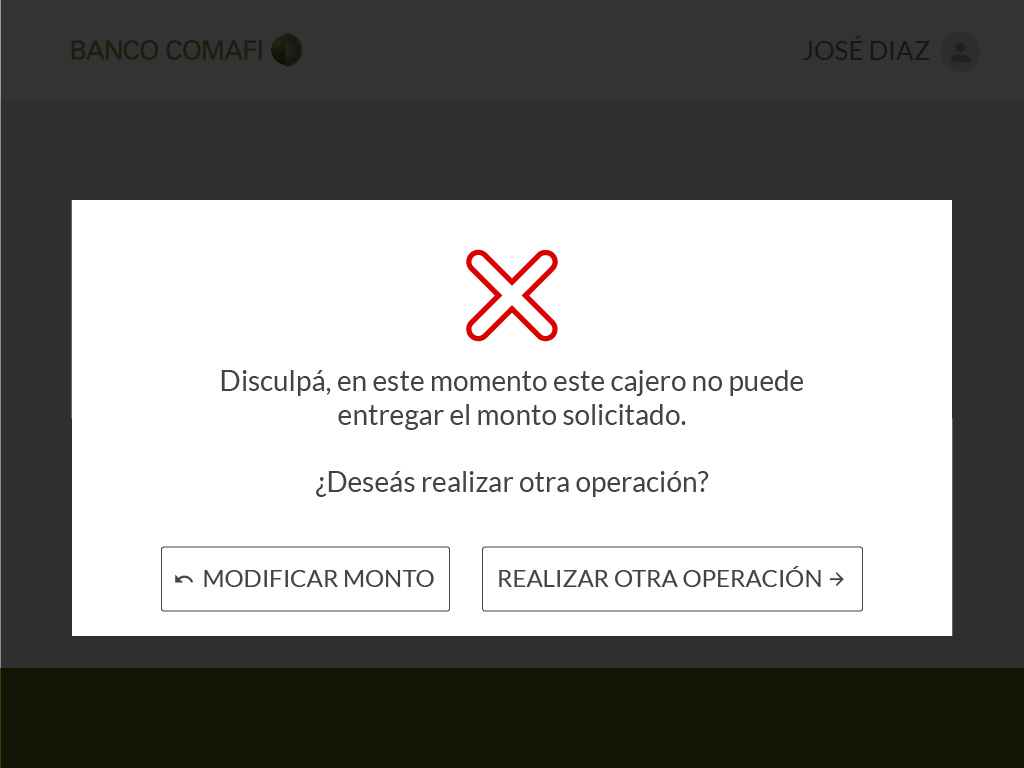 BANCO COMAFI
JOSÉ DIAZ
Disculpá, en este momento este cajero no puede
entregar el monto solicitado.
¿Deseás realizar otra operación?
MODIFICAR MONTO
REALIZAR OTRA OPERACIÓN